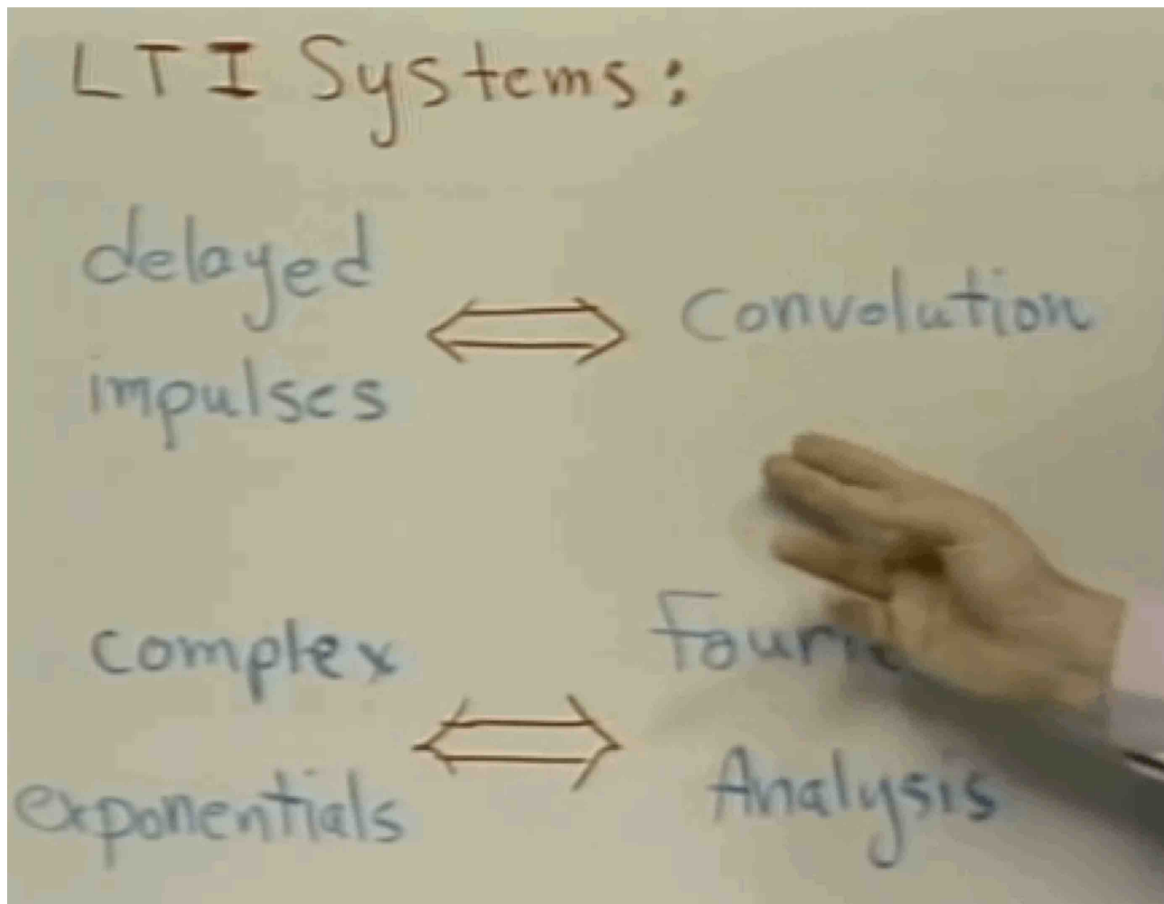 LTI Systems:
delayed
impulses
⟺ convolution
complex
exponentials
⟺
Analysis